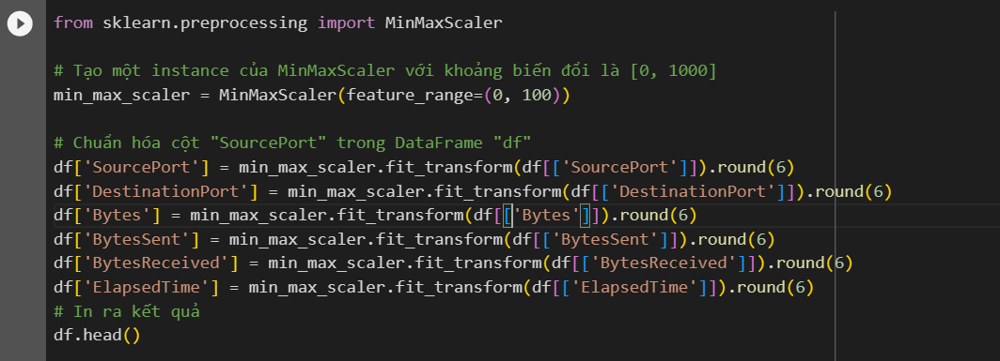 from sklearn.preprocessing import MinMaxScaler
# Tạo một instance của MinMaxScaler với khoảng biến đổi là [0, 1000]
min_max_scaler = MinMaxScaler(feature_range=(0, 100))
# Chuẩn hóa cột "SourcePort" trong DataFrame "df"
df['SourcePort'] = min_max_scaler.fit_transform(df[['SourcePort']]).round(6)
df['DestinationPort'] = min_max_scaler.fit_transform(df[['DestinationPort']]).round(6)
df['Bytes'] = min_max_scaler.fit_transform(df[['Bytes']]).round(6)
df['BytesSent'] = min_max_scaler.fit_transform(df[['BytesSent']]).round(6)
df['BytesReceived'] = min_max_scaler.fit_transform(df[['BytesReceived']]).round(6)
df['ElapsedTime'] = min_max_scaler.fit_transform(df[['ElapsedTime']]).round(6)
# In ra kết quả
df.head()